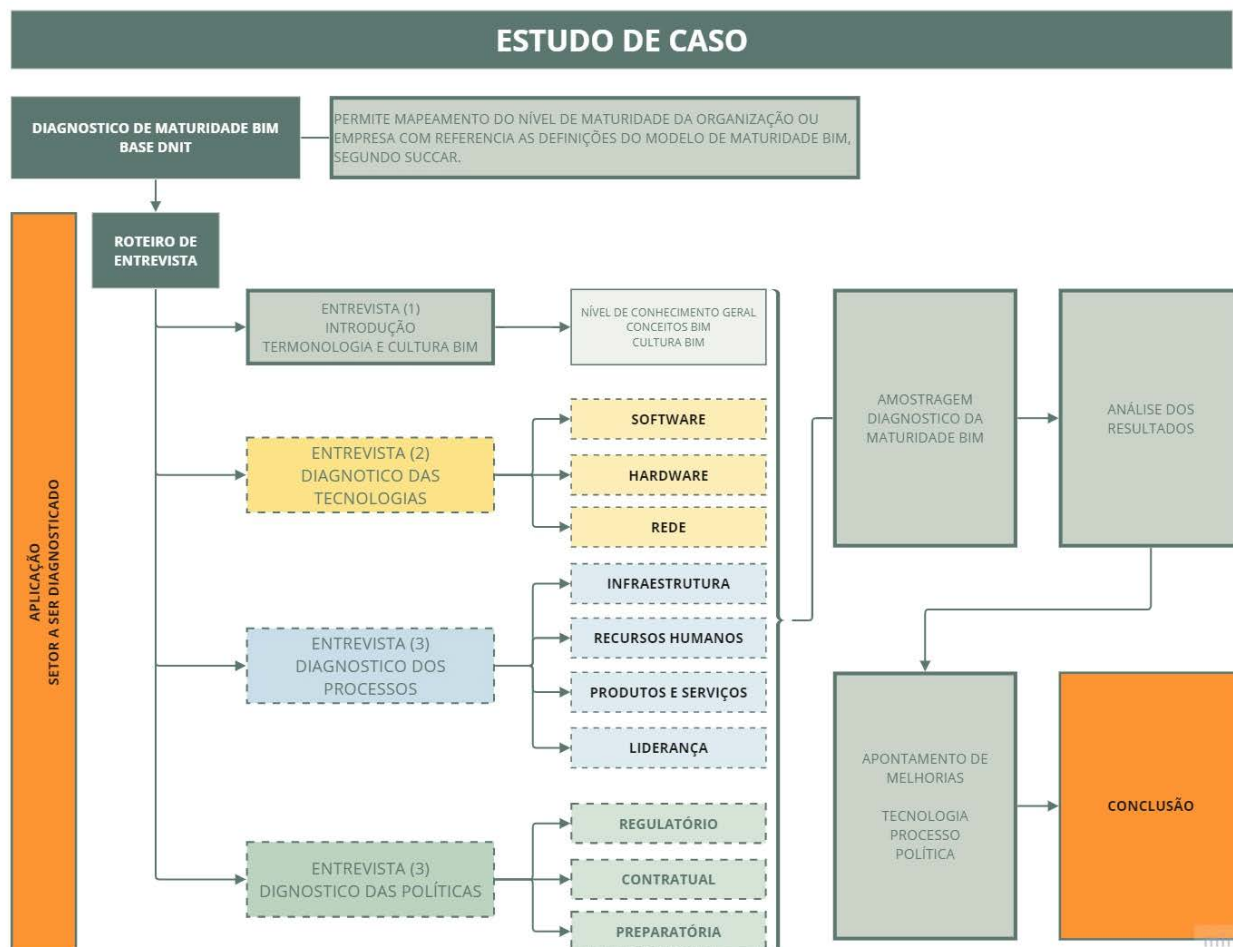 ESTUDO DE CASO
DIAGNOSTICO DE MATURIDADE BIM
BASE DNIT
PERMITE MAPEAMENTO DO NÍVEL DE MATURIDADE DA ORGANIZAÇÃO OU
EMPRESA COM REFERENCIA AS DEFINIÇÕES DO MODELO DE MATURIDADE BIM,
SEGUNDO SUCCAR.
APLICAÇÃO
SETOR A SER DIAGNOSTICADO
ROTEIRO DE
ENTREVISTA
ENTREVISTA (1)
INTRODUÇÃO
TERMONOLOGIA E CULTURA BIM
NÍVEL DE CONHECIMENTO GERAL
CONCEITOS BIM
CULTURA BIM
ENTREVISTA (2)
DIAGNOTICO DAS
TECNOLOGIAS
SOFTWARE
HARDWARE
REDE
ENTREVISTA (3)
DIAGNOSTICO DOS
PROCESSOS
INFRAESTRUTURA
RECURSOS HUMANOS
PRODUTOS E SERVIÇOS
LIDERANÇA
ENTREVISTA (3)
DIGNOSTICO DAS POLÍTICAS
REGULATÓRIO
CONTRATUAL
PREPARATÓRIA
AMOSTRAGEM
DIAGNOSTICO DA
MATURIDADE BIM
ANÁLISE DOS
RESULTADOS
APONTAMENTO DE
MELHORIAS
TECNOLOGIA
PROCESSO
POLÍTICA
CONCLUSÃO